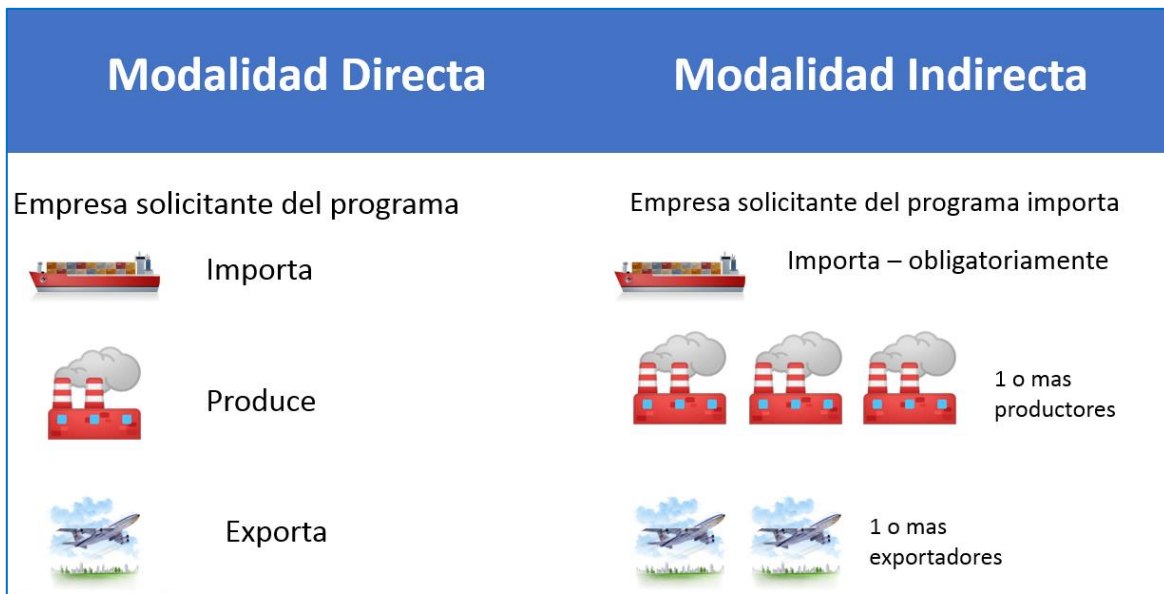 Modalidad Directa
Modalidad Indirecta
Empresa solicitante del programa
Importa
Produce
Exporta
Empresa solicitante del programa importa
Importa – obligatoriamente
1 o mas
productores
1 o mas
exportadores